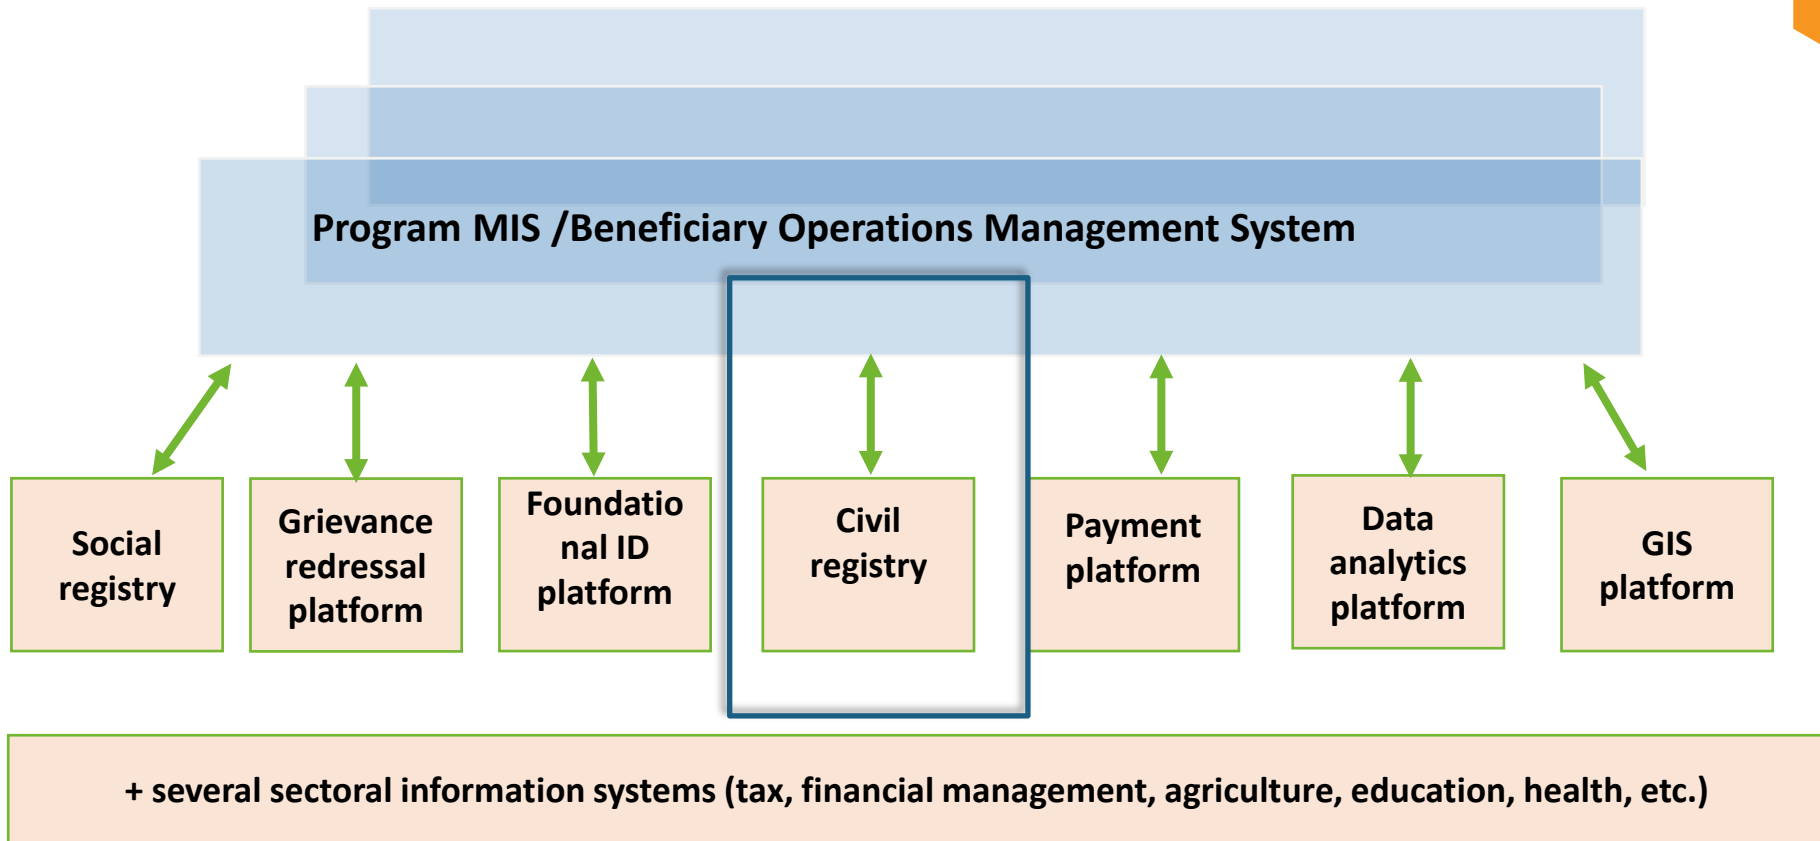 Program MIS /Beneficiary Operations Management System
Social
registry
Grievance
redressal
platform
Foundatio
nal ID
platform
Civil
registry
Payment
platform
Data
analytics
platform
GIS
platform
+ several sectoral information systems (tax, financial management, agriculture, education, health, etc.)